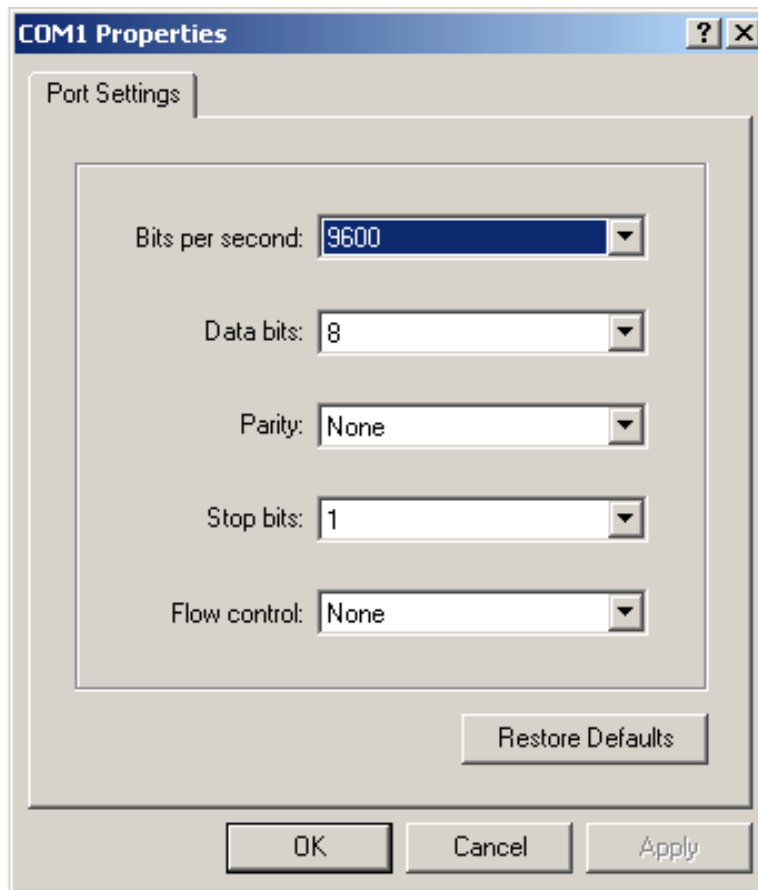 COM1 Properties
Port Settings
Bits per second: 9600
Data bits: 8
Parity: None
Stop bits: 1
Flow control: None
Restore Defaults
OK Cancel Apply